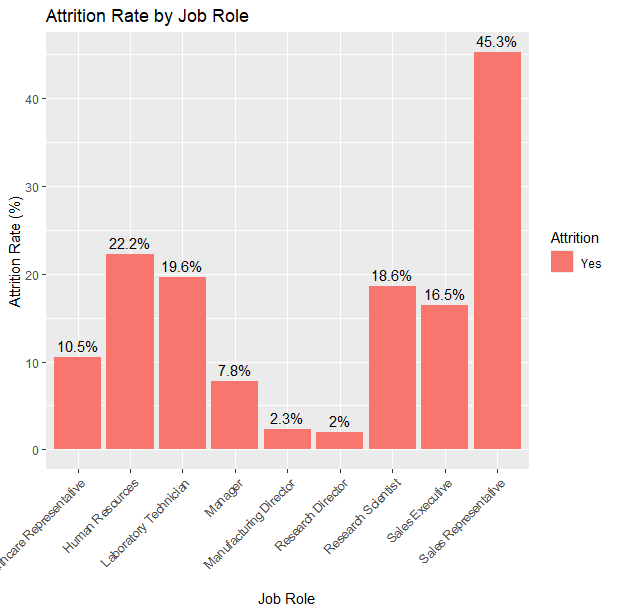 Attrition Rate by Job Role
45.3%
22.2%
19.6%
18.6%
16.5%
10.5%
7.8%
2.3%
2%
Attrition Rate (%)
40
30
20
10
0
Attrition
Yes
Representative
Human Resources
Laboratory Technician
Manager
Manufacturing Director
Research Director
Research Scientist
Sales Executive
Sales Representative
Job Role